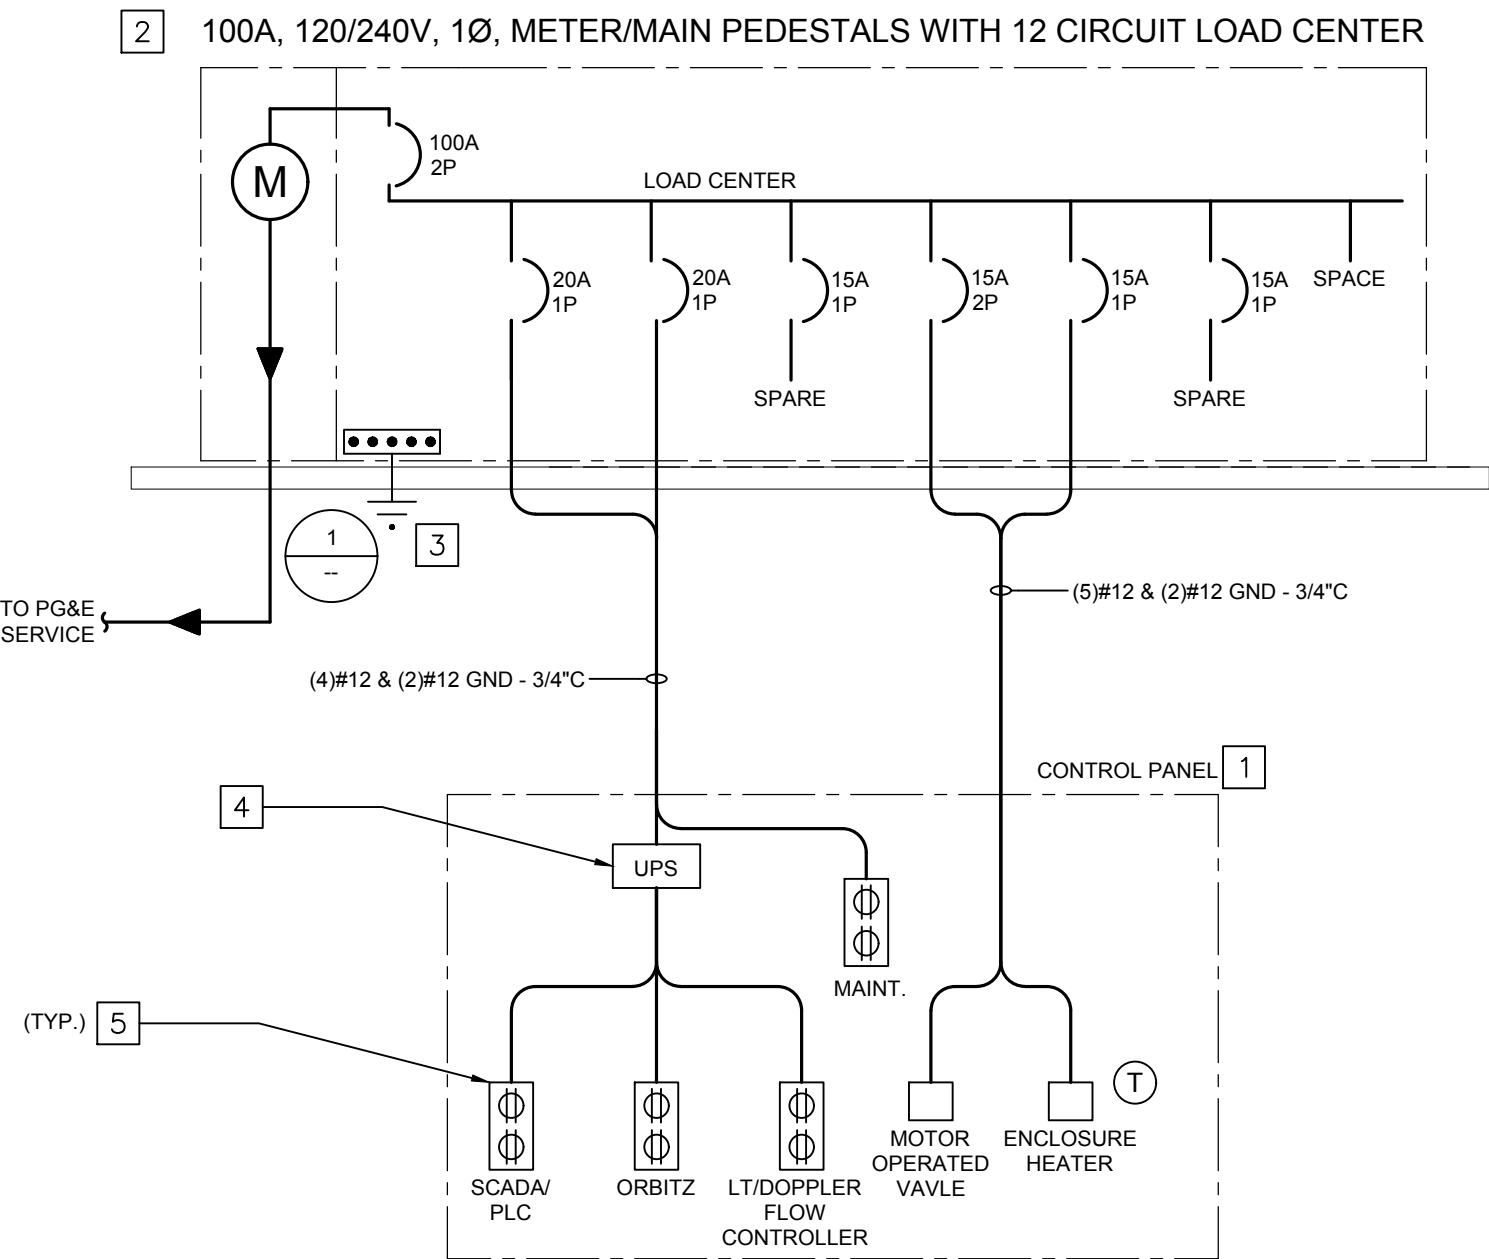 2 100A, 120/240V, 1Ø, METER/MAIN PEDESTALS WITH 12 CIRCUIT LOAD CENTER
M
100A
2P
LOAD CENTER
20A
1P
20A
1P
15A
1P
15A
2P
15A
1P
15A
1P
SPACE
SPARE
SPARE
1
--
3
TO PG&E
SERVICE
(5)#12 & (2)#12 GND - 3/4"C
(4)#12 & (2)#12 GND - 3/4"C
CONTROL PANEL 1
4
UPS
MAINT.
(TYP.) 5
T
SCADA/
PLC
ORBITZ
LT/DOPPLER
FLOW
CONTROLLER
MOTOR
OPERATED
VAVLE
ENCLOSURE
HEATER